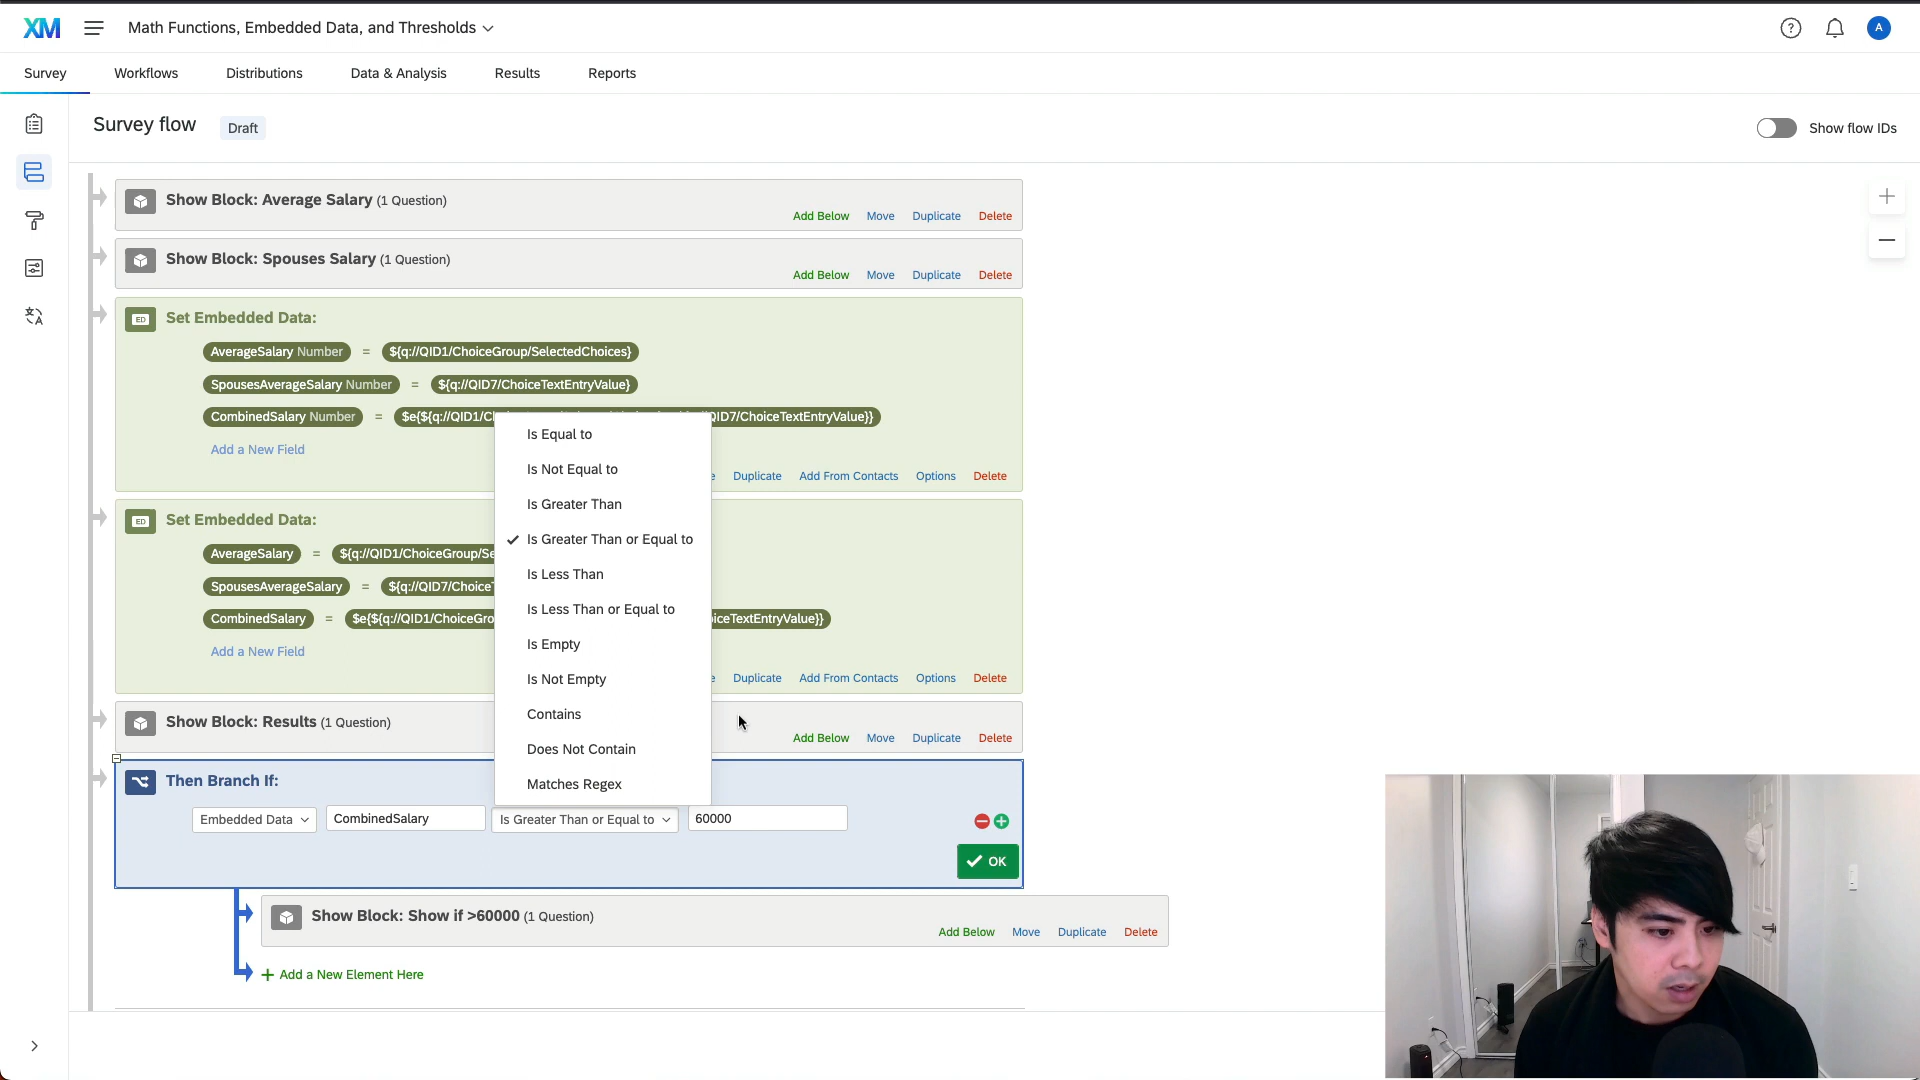 XM Math Functions, Embedded Data, and Thresholds A
Survey Workflows Distributions Data & Analysis Results Reports
Survey flow Draft Show flow IDs
Show Block: Average Salary (1 Question)
Add Below Move Duplicate Delete
Show Block: Spouses Salary (1 Question)
Add Below Move Duplicate Delete
ED Set Embedded Data:
AverageSalary Number = ${q://QID1/ChoiceGroup/SelectedChoices}
SpousesAverageSalary Number = ${q://QID7/ChoiceTextEntryValue}
CombinedSalary Number = $e{${q://QID1/Ch QID7/ChoiceTextEntryValue}}
Add a New Field
Duplicate Add From Contacts Options Delete
ED Set Embedded Data:
AverageSalary = ${q://QID1/ChoiceGroup/Se
SpousesAverageSalary = ${q://QID7/ChoiceT
CombinedSalary = $e{${q://QID1/ChoiceGro iceTextEntryValue}}
Add a New Field
Duplicate Add From Contacts Options Delete
Is Equal to
Is Not Equal to
Is Greater Than
Is Greater Than or Equal to
Is Less Than
Is Less Than or Equal to
Is Empty
Is Not Empty
Contains
Does Not Contain
Matches Regex
Show Block: Results (1 Question)
Add Below Move Duplicate Delete
Then Branch If:
Embedded Data CombinedSalary Is Greater Than or Equal to 60000
OK
Show Block: Show if >60000 (1 Question)
Add Below Move Duplicate Delete
Add a New Element Here